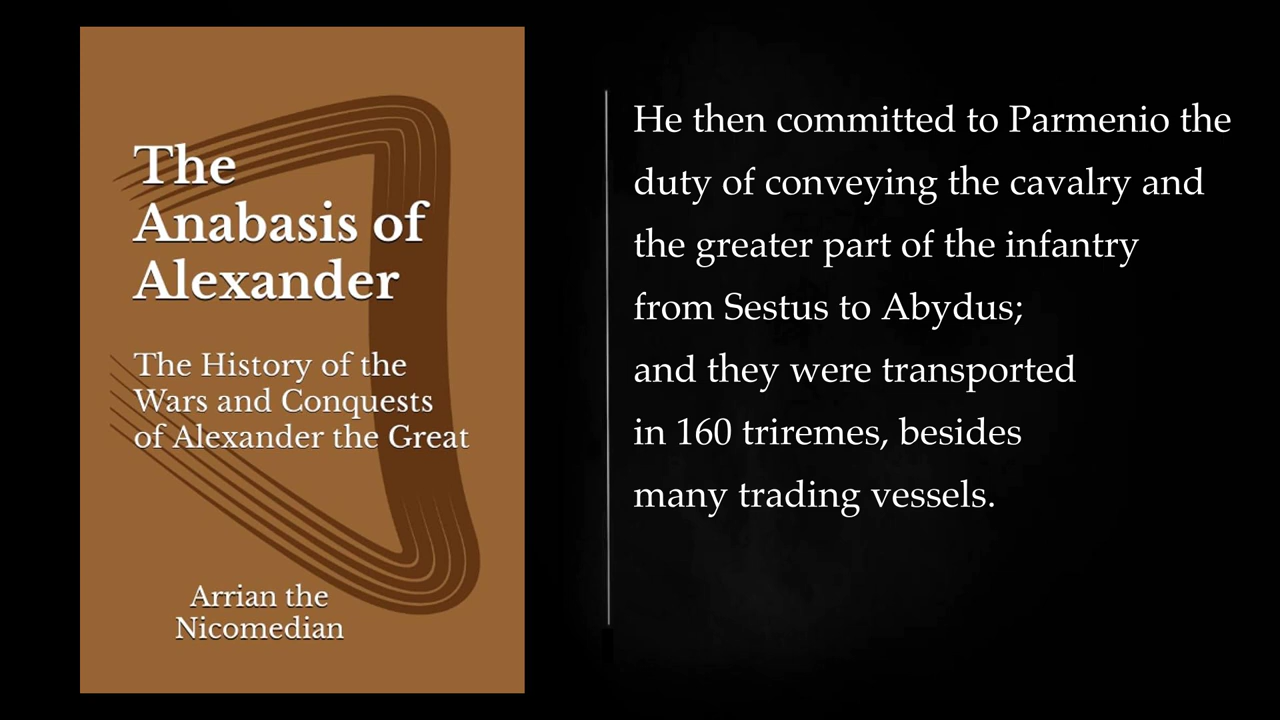 The
Anabasis of
Alexander
The History of the
Wars and Conquests
of Alexander the Great
Arrian the
Nicomedian
He then committed to Parmenio the
duty of conveying the cavalry and
the greater part of the infantry
from Sestus to Abydus;
and they were transported
in 160 triremes, besides
many trading vessels.